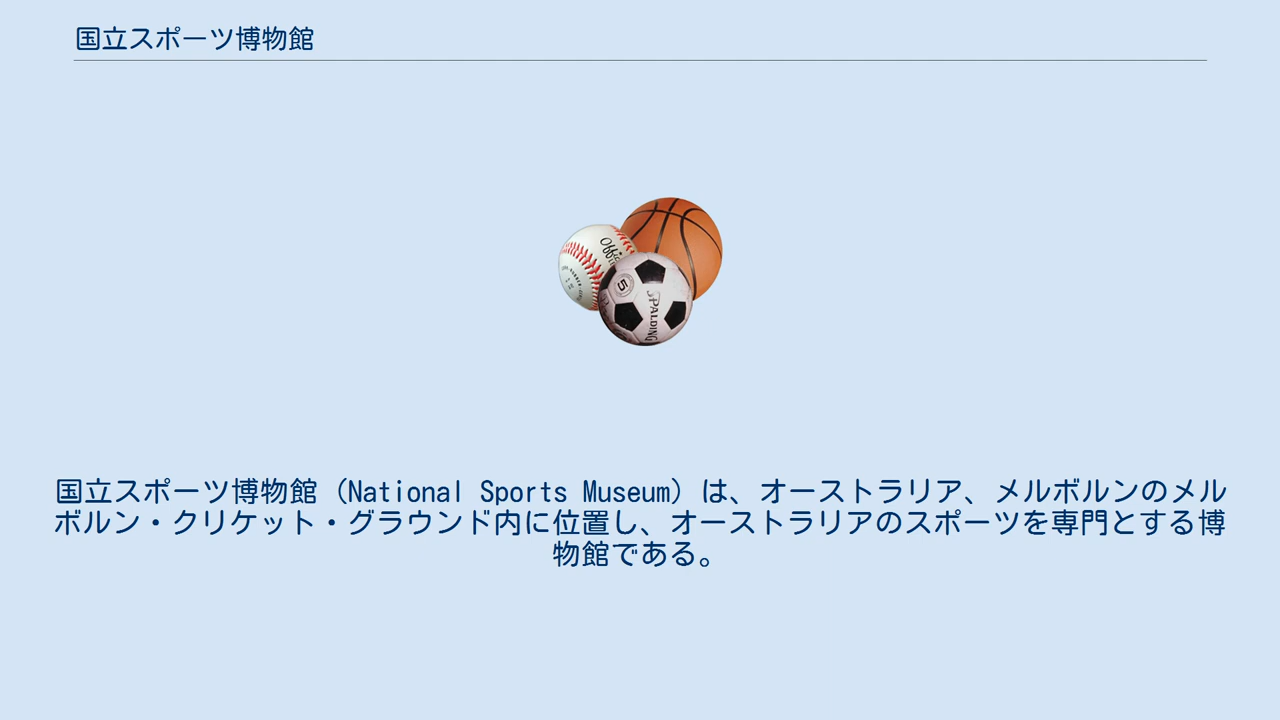 国立スポーツ博物館
SPALDING
5
国立スポーツ博物館（National Sports Museum）は、オーストラリア、メルボルンのメル
ボルン・クリケット・グラウンド内に位置し、オーストラリアのスポーツを専門とする博
物館である。